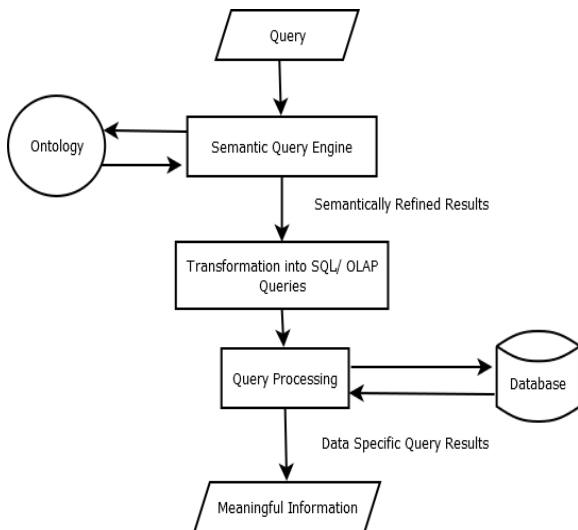 Query
Ontology
Semantic Query Engine
Semantically Refined Results
Transformation into SQL/ OLAP
Queries
Query Processing
Database
Data Specific Query Results
Meaningful Information